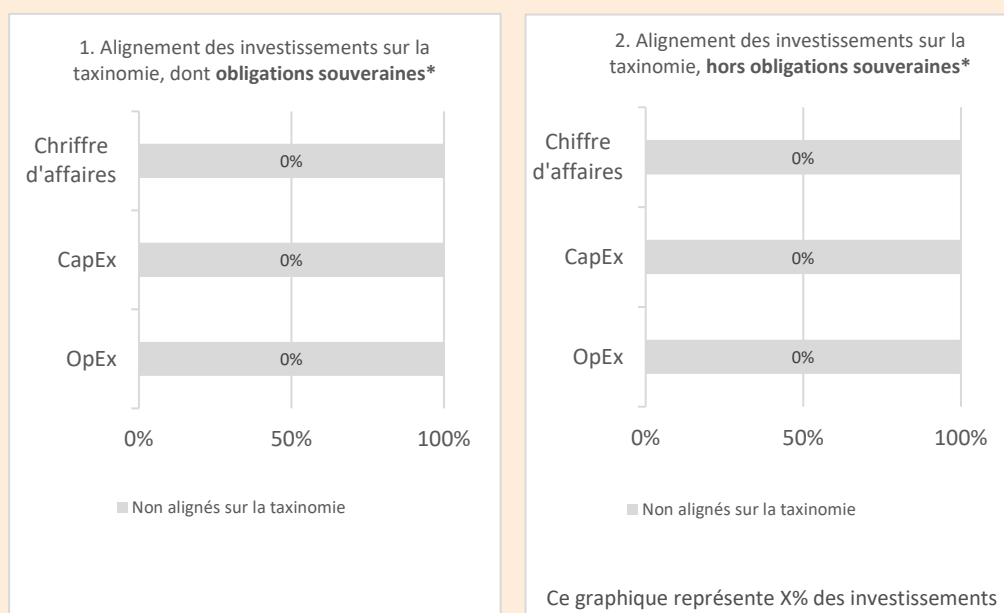 1. Alignement des investissements sur la
taxinomie, dont obligations souveraines*
Chriffre
d'affaires
0%
CapEx
0%
OpEx
0%
0%
50%
100%
Non alignés sur la taxinomie
2. Alignement des investissements sur la
taxinomie, hors obligations souveraines*
Chiffre
d'affaires
0%
CapEx
0%
OpEx
0%
0%
50%
100%
Non alignés sur la taxinomie
Ce graphique représente X% des investissements